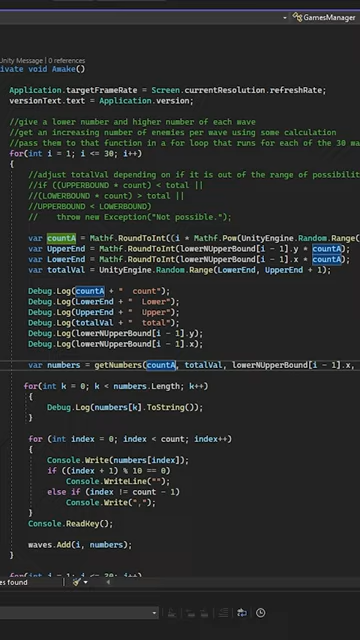 GamesManager
Unity Message | 0 references
ivate void Awake()
Application.targetFrameRate = Screen.currentResolution.refreshRate;
versionText.text = Application.version;
//give a lower and higher number of each wave
//get an increasing number of enemies per wave using some calculation
//pass them to that function in a for loop that runs for each of the 30 wa
for(int i = 1; i <= 30; i++)
{
//adjust totalVal depending on if it is out of the range of possibilit
//if ((UPPERBOUND * count) < total ||
//(LOWERBOUND * count) > total ||
//UPPERBOUND < LOWERBOUND)
//    throw new Exception("Not possible.");
var countA = Mathf.RoundToInt((i * Mathf.Pow(UnityEngine.Random.Range(
var UpperEnd = Mathf.RoundToInt(lowerNUpperBound[i - 1].y * countA);
var LowerEnd = Mathf.RoundToInt(lowerNUpperBound[i - 1].x * countA);
var totalVal = UnityEngine.Random.Range(LowerEnd, UpperEnd + 1);
Debug.Log(countA + "  count");
Debug.Log(LowerEnd + "  Lower");
Debug.Log(UpperEnd + "  Upper");
Debug.Log(totalVal + "  total");
Debug.Log(lowerNUpperBound[i - 1].y);
Debug.Log(lowerNUpperBound[i - 1].x);
var numbers = getNumbers(countA, totalVal, lowerNUpperBound[i - 1].x,
for(int k = 0; k < numbers.Length; k++)
{
Debug.Log(numbers[k].ToString());
}
for (int index = 0; index < count; index++)
{
Console.Write(numbers[index]);
if ((index + 1) % 10 == 0)
Console.WriteLine("");
else if (index != count - 1)
Console.Write(",");
}
Console.ReadKey();
waves.Add(i, numbers);
}
for(int i = 1; i <= 30; i++)
es found